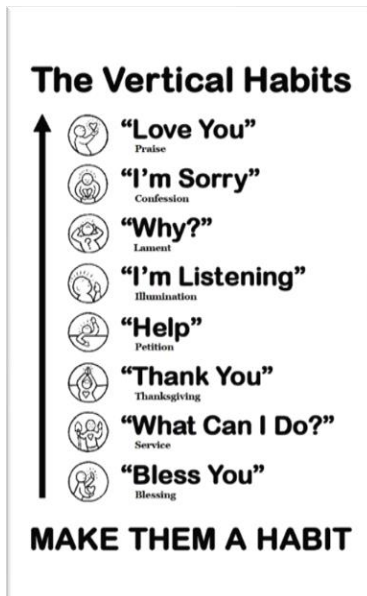 The Vertical Habits
“Love You”
Praise
“I’m Sorry”
Confession
“Why?”
Lament
“I’m Listening”
Illumination
“Help”
Petition
“Thank You”
Thanksgiving
“What Can I Do?”
Service
“Bless You”
Blessing
MAKE THEM A HABIT